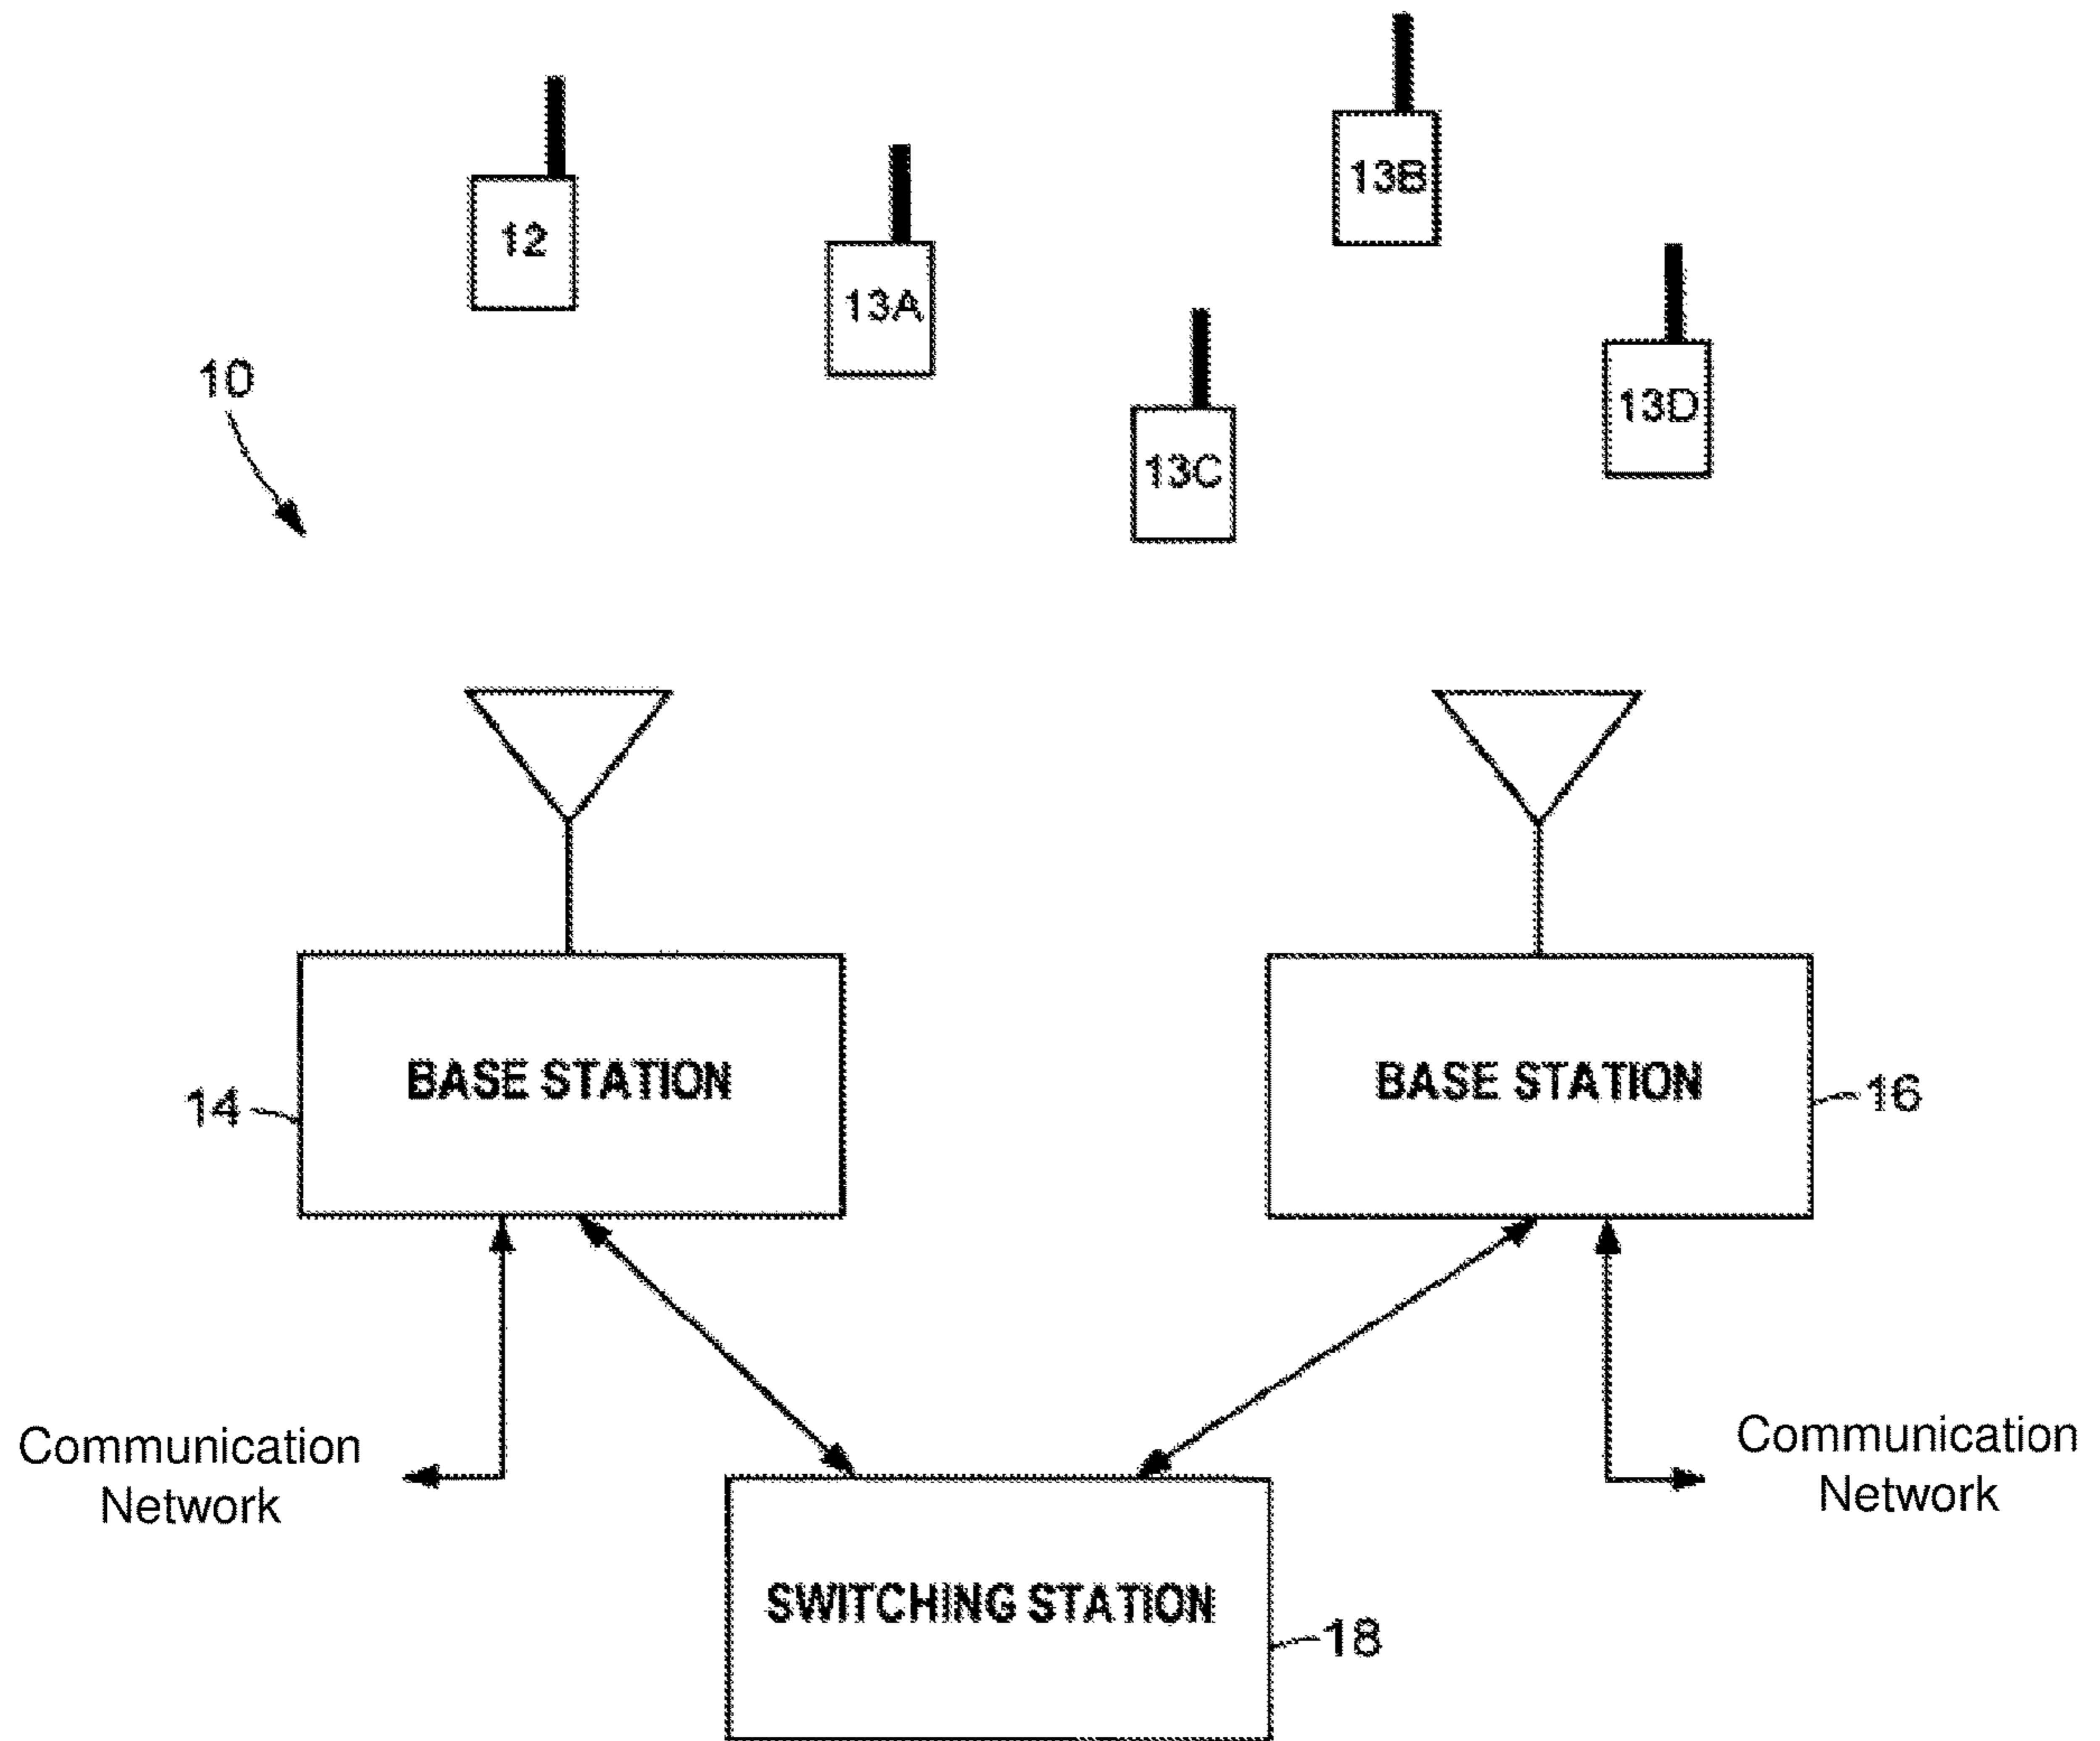 13B
12
13A
10
13D
13C
BASE STATION
BASE STATION
14
16
Communication
Network
Communication
Network
SWITCHING STATION
18